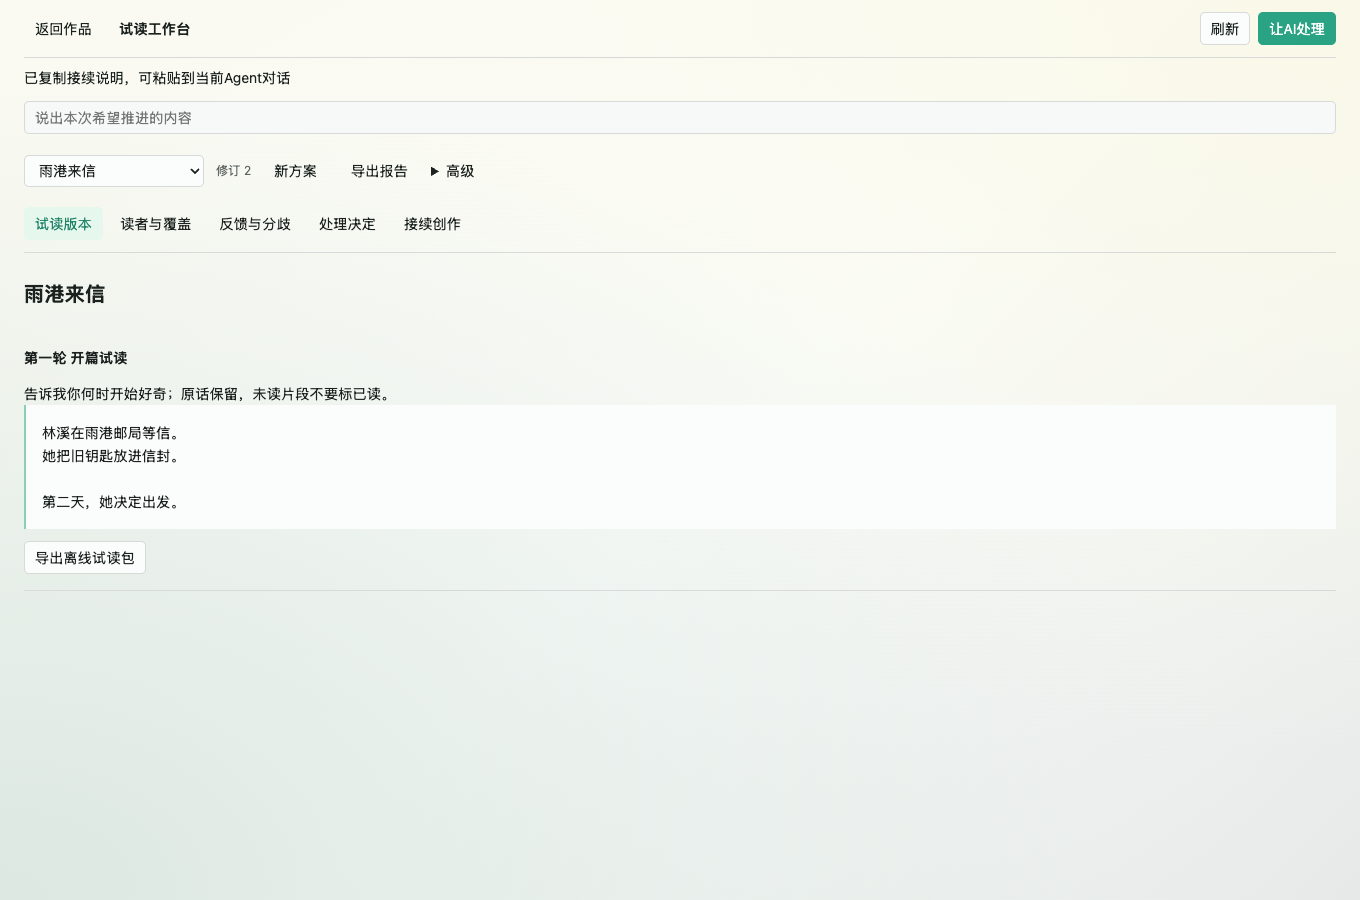 返回作品 试读工作台 刷新 让AI处理
已复制接续说明，可粘贴到当前Agent对话
说出本次希望推进的内容
雨港来信 修订 2 新方案 导出报告 ▶ 高级
试读版本 读者与覆盖 反馈与分歧 处理决定 接续创作
雨港来信
第一轮 开篇试读
告诉我你何时开始好奇；原话保留，未读片段不要标已读。
林溪在雨港邮局等信。
她把旧钥匙放进信封。
第二天，她决定出发。
导出离线试读包